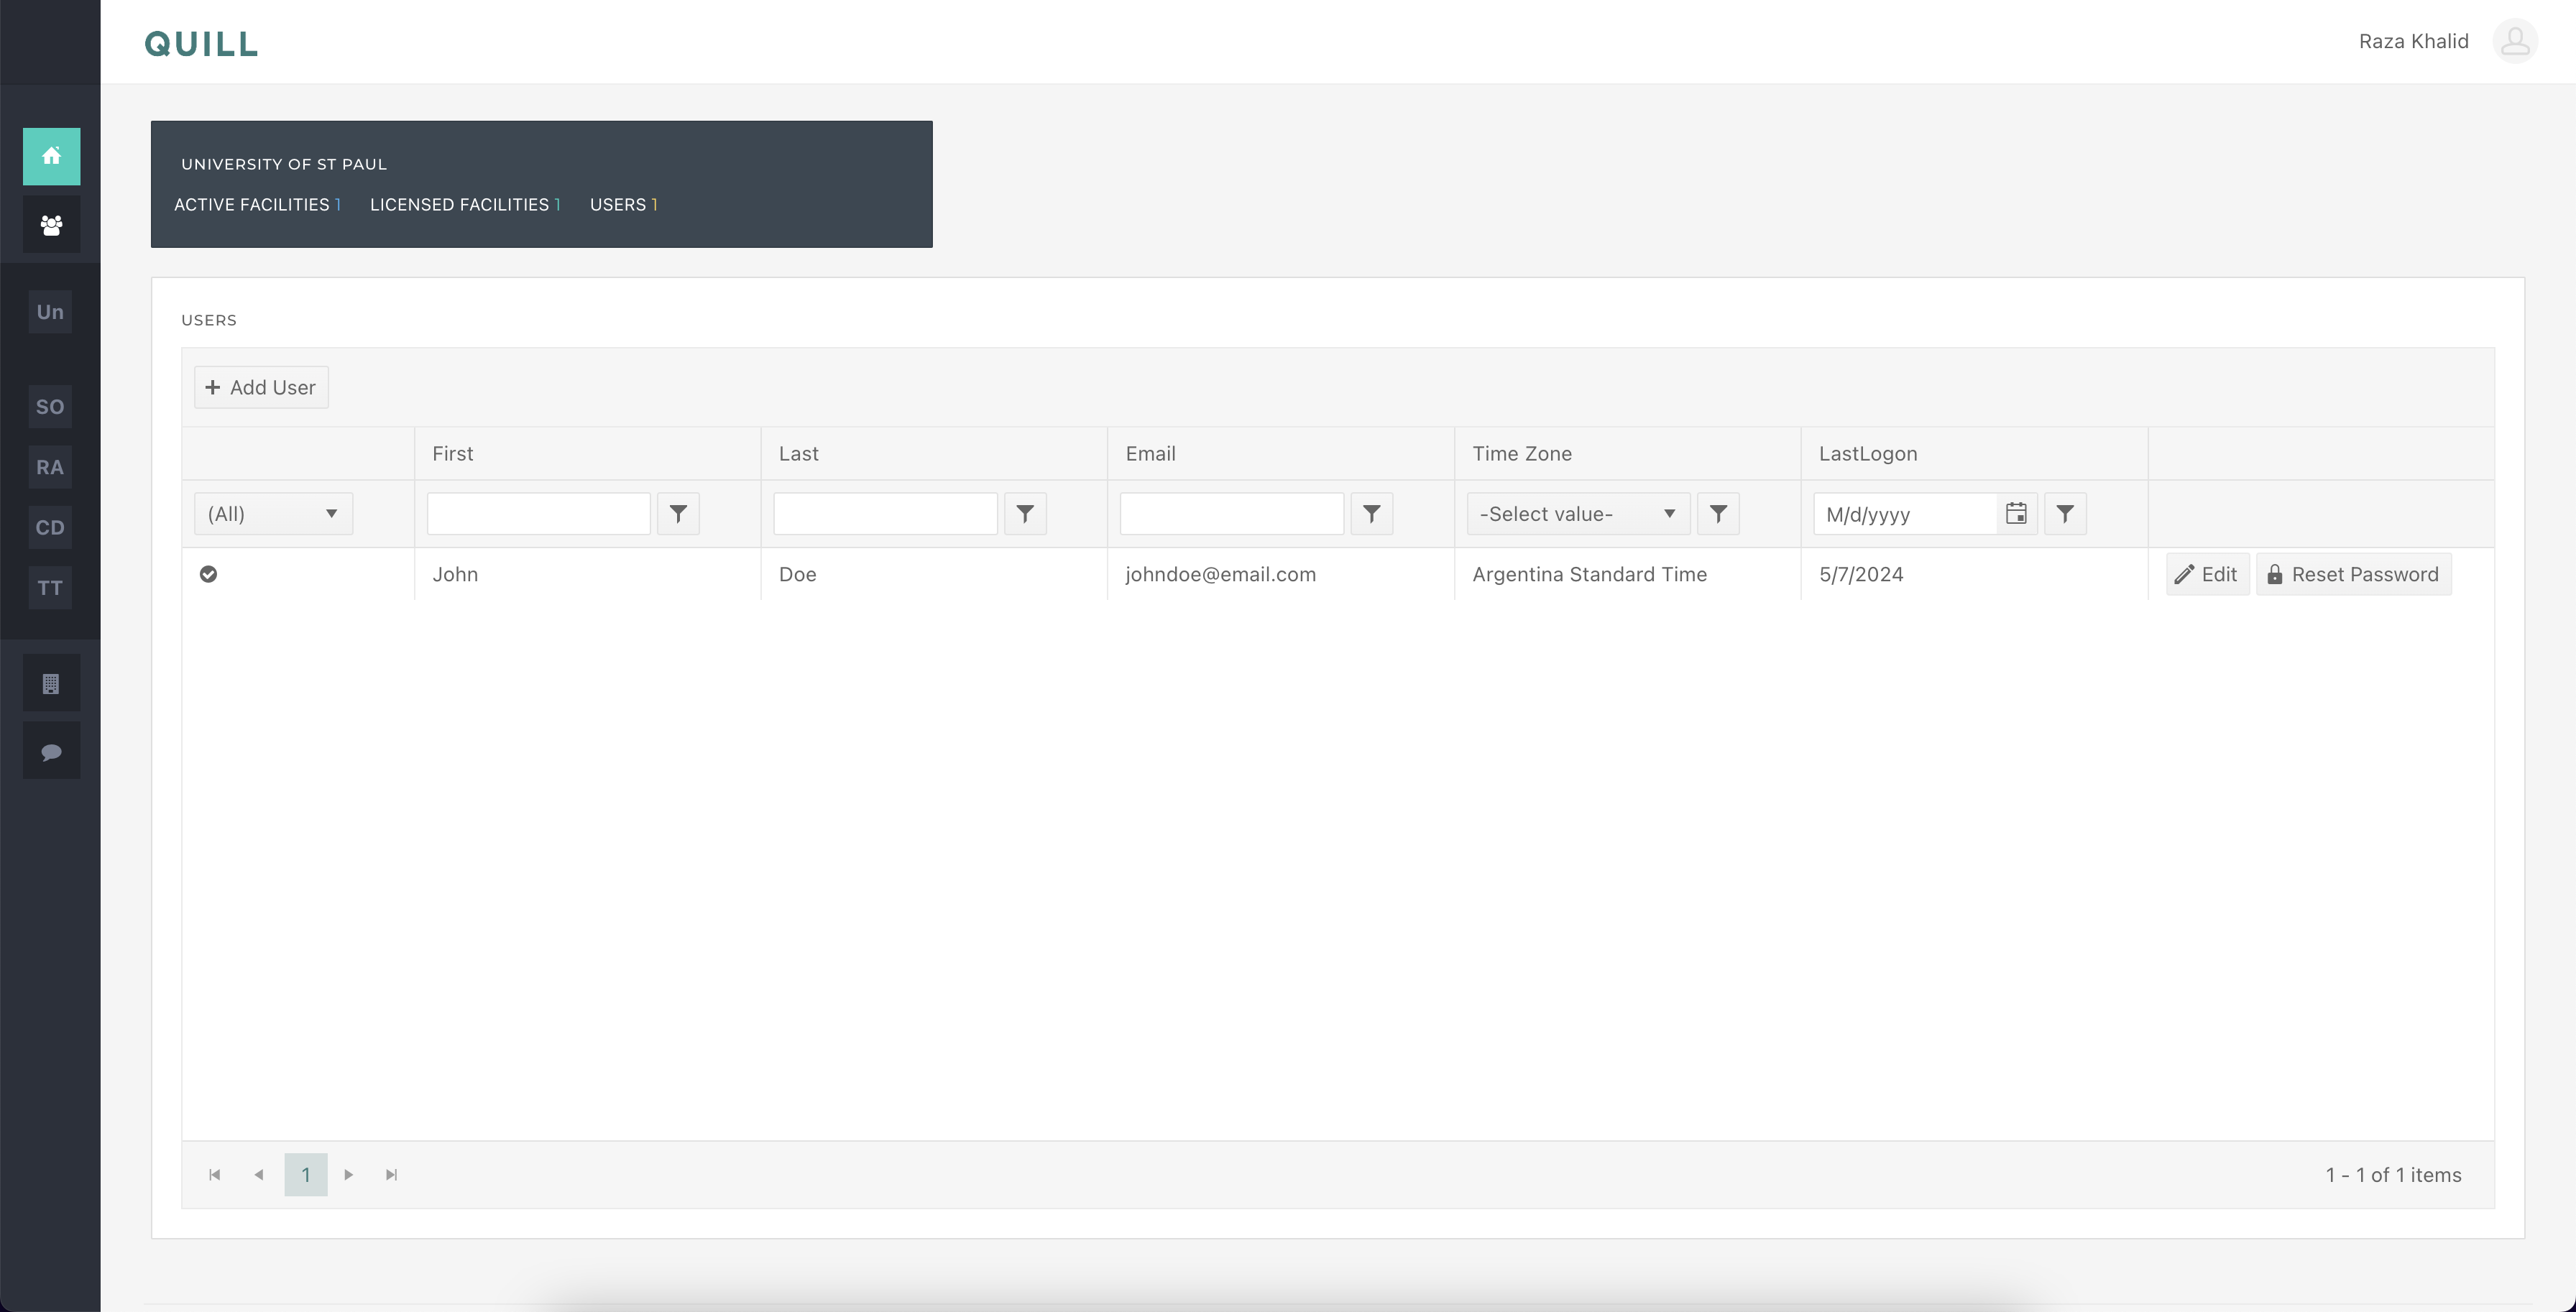 QUILL
Raza Khalid
UNIVERSITY OF ST PAUL
ACTIVE FACILITIES 1 LICENSED FACILITIES 1 USERS 1
Un
SO
RA
CD
TT
USERS
+ Add User
First Last Email Time Zone LastLogon
(All) -Select value- M/d/yyyy
John Doe johndoe@email.com Argentina Standard Time 5/7/2024 Edit Reset Password
1
1 - 1 of 1 items